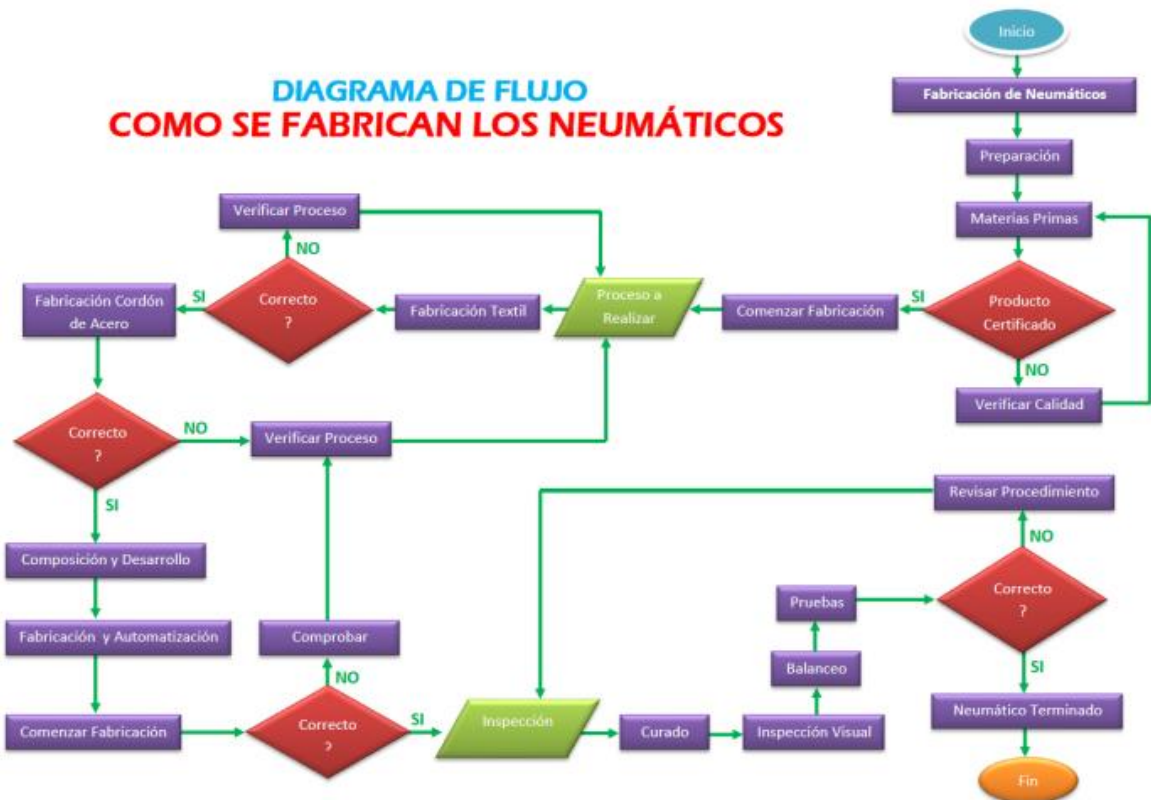 DIAGRAMA DE FLUJO
COMO SE FABRICAN LOS NEUMÁTICOS
Inicio
Fabricación de Neumáticos
Preparación
Materias Primas
Producto
Certificado
NO
Verificar Calidad
SI
Comenzar Fabricación
Proceso a
Realizar
Fabricación Textil
Correcto
?
NO
Verificar Proceso
SI
Fabricación Cordón
de Acero
Correcto
?
NO
Verificar Proceso
SI
Composición y Desarrollo
Fabricación y Automatización
Comenzar Fabricación
Correcto
?
NO
Comprobar
SI
Inspección
Curado
Inspección Visual
Balanceo
Pruebas
Correcto
?
NO
Revisar Procedimiento
SI
Neumático Terminado
Fin